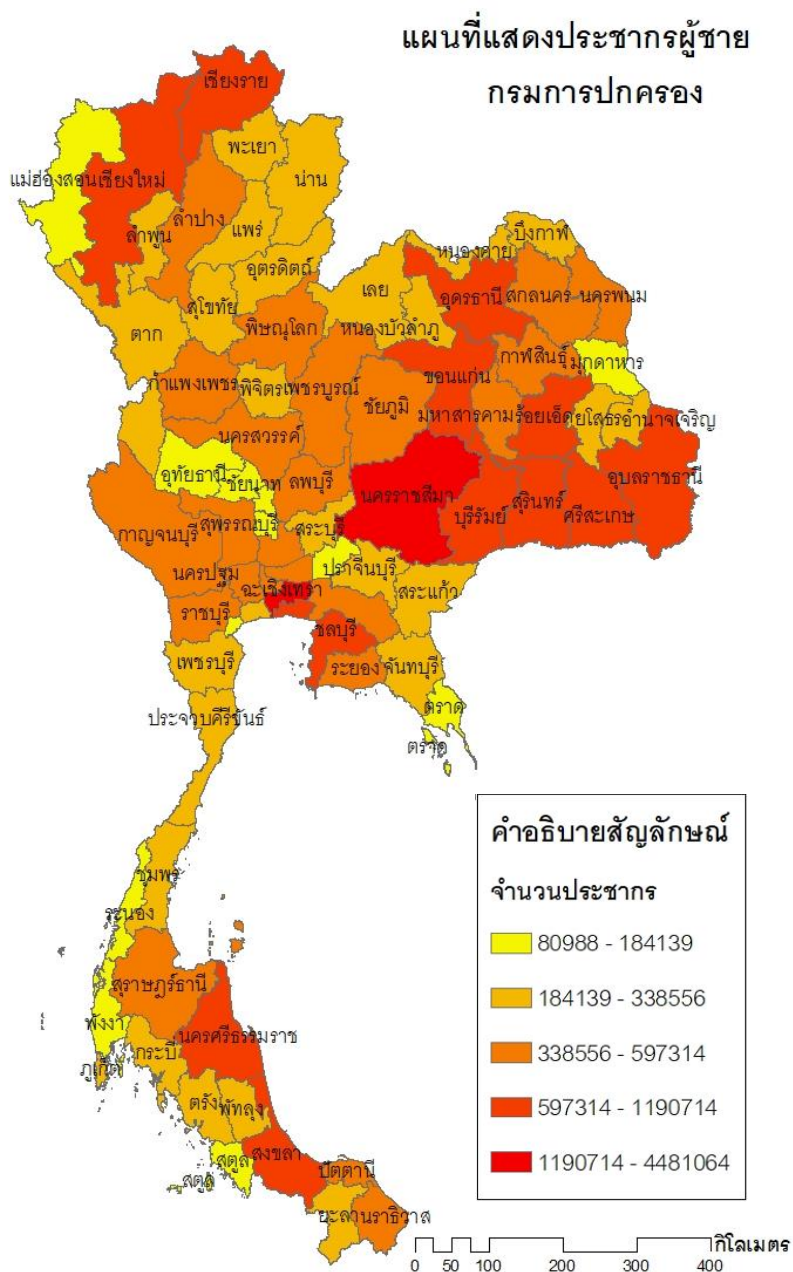 แผนที่แสดงประชากรผู้ชาย
กรมการปกครอง
เชียงราย
พะเยา
น่าน
แม่ฮ่องสอน
เชียงใหม่
ลำปาง
ลำพูน
แพร่
อุตรดิตถ์
บึงกาฬ
หนองคาย
เลย
อุดรธานี
สกลนคร
นครพนม
สุโขทัย
ตาก
พิษณุโลก
หนองบัวลำภู
กาฬสินธุ์
มุกดาหาร
ขอนแก่น
กำแพงเพชร
พิจิตร
เพชรบูรณ์
ชัยภูมิ
มหาสารคาม
ร้อยเอ็ด
ยโสธร
อำนาจเจริญ
นครสวรรค์
อุทัยธานี
ชัยนาท
ลพบุรี
นครราชสีมา
อุบลราชธานี
สุรินทร์
บุรีรัมย์
ศรีสะเกษ
กาญจนบุรี
สุพรรณบุรี
สระบุรี
ปราจีนบุรี
นครปฐม
ฉะเชิงเทรา
สระแก้ว
ราชบุรี
ชลบุรี
เพชรบุรี
ระยอง
จันทบุรี
ตราด
ตราด
ประจวบคีรีขันธ์
ชุมพร
ระนอง
สุราษฎร์ธานี
พังงา
นครศรีธรรมราช
กระบี่
ภูเก็ต
ตรัง
พัทลุง
สตูล
สตูล
สงขลา
ปัตตานี
ยะลา
นราธิวาส
คำอธิบายสัญลักษณ์
จำนวนประชากร
80988 - 184139
184139 - 338556
338556 - 597314
597314 - 1190714
1190714 - 4481064
กิโลเมตร
0 50 100 200 300 400